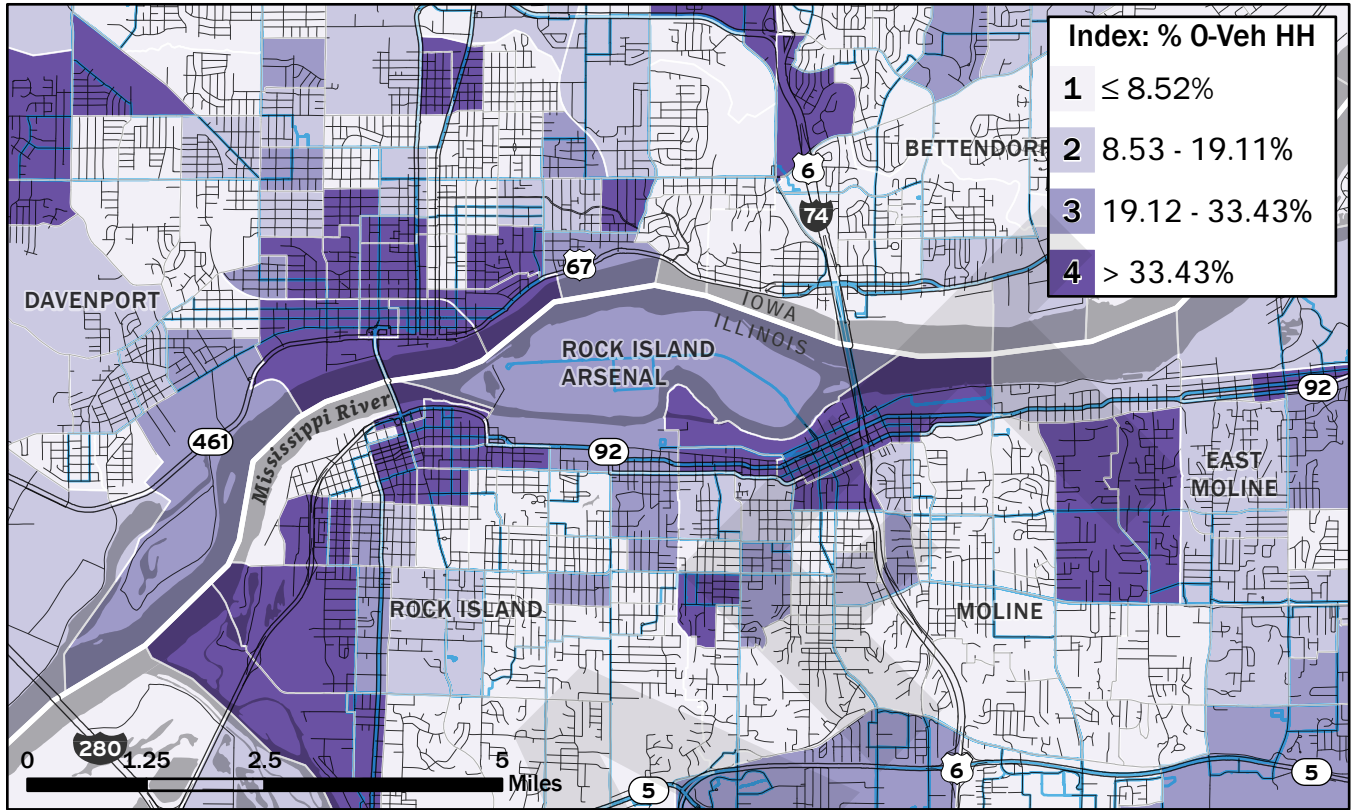 Index: % 0-Veh HH
1 ≤ 8.52%
2 8.53 - 19.11%
3 19.12 - 33.43%
4 > 33.43%
BETTENDORF
6
74
67
DAVENPORT
IOWA
ILLINOIS
ROCK ISLAND
ARSENAL
92
Mississippi River
461
92
EAST
MOLINE
ROCK ISLAND
MOLINE
280
0 1.25 2.5 5
Miles
5
6
5